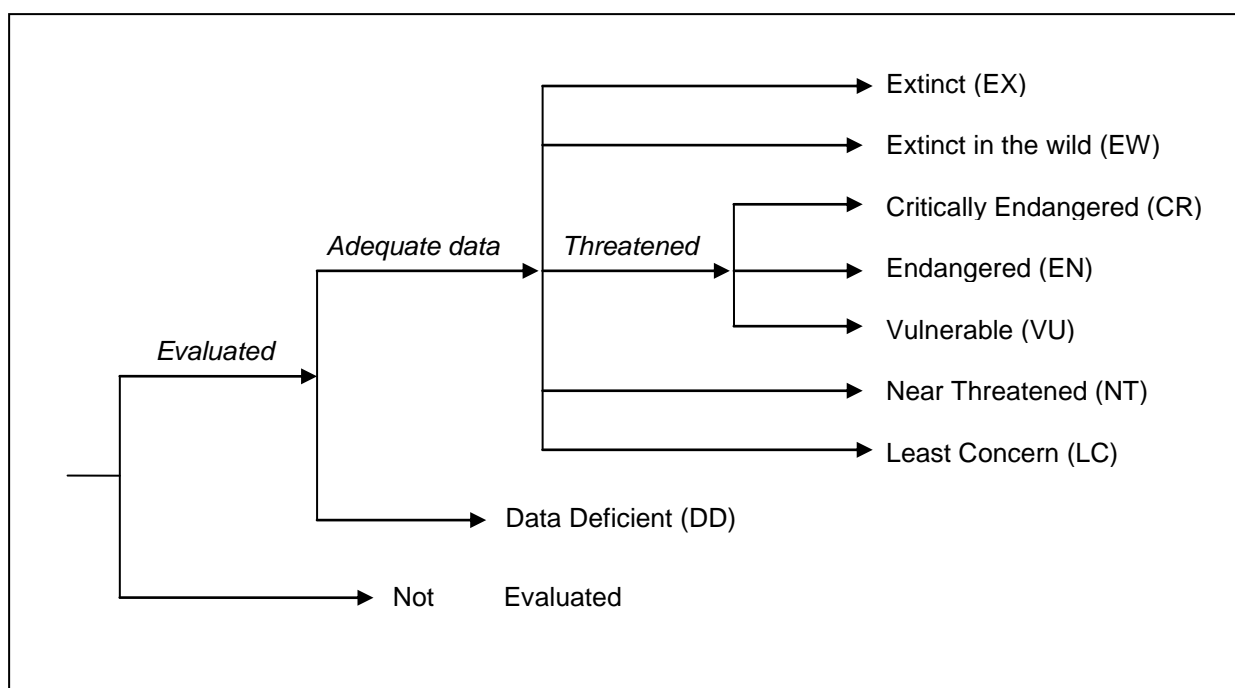 Extinct (EX)
Extinct in the wild (EW)
Critically Endangered (CR)
Adequate data
Threatened
Endangered (EN)
Vulnerable (VU)
Evaluated
Near Threatened (NT)
Least Concern (LC)
Data Deficient (DD)
Not Evaluated